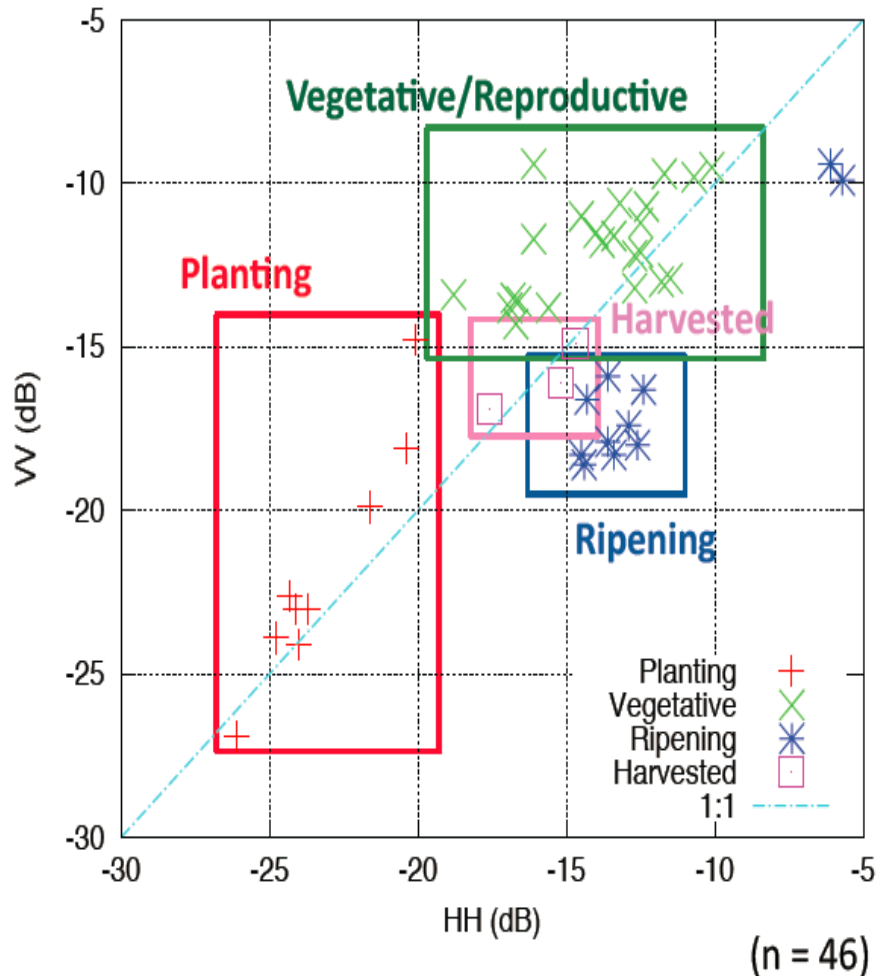 -5
Vegetative/Reproductive
-10
Planting
Harvested
-15
VV (dB)
-20
Ripening
Planting
-25
Vegetative
Ripening
Harvested
1:1
-30
-30 -25 -20 -15 -10 -5
HH (dB)
(n = 46)